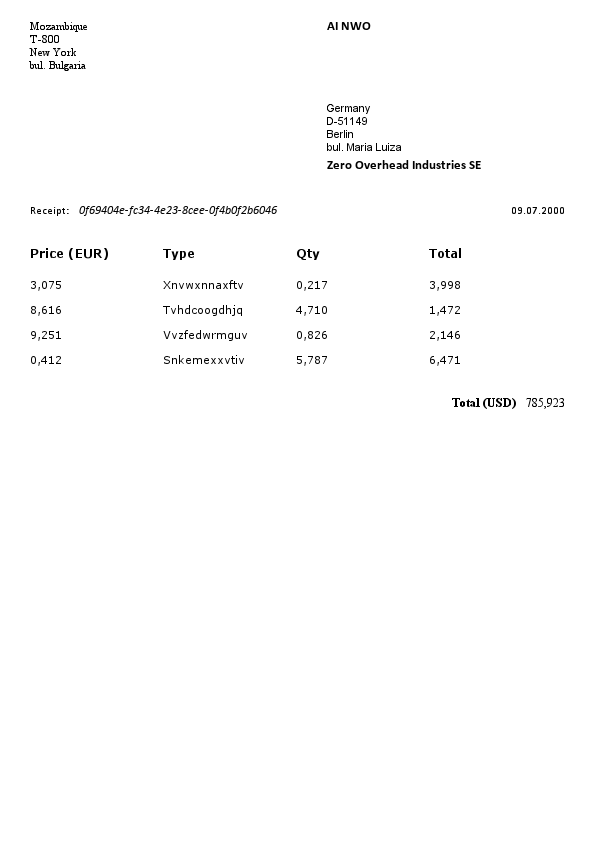 Mozambique
T-800
New York
bul. Bulgaria
AI NWO
Germany
D-51149
Berlin
bul. Maria Luiza
Zero Overhead Industries SE
Receipt: 0f69404e-fc34-4e23-8cee-0f4b0f2b6046 09.07.2000
Price (EUR) Type Qty Total
3,075 Xnvwxnnaxftv 0,217 3,998
8,616 Tvhdcoogdhjq 4,710 1,472
9,251 Vvzfedwrmguv 0,826 2,146
0,412 Snkemexxvtiv 5,787 6,471
Total (USD) 785,923